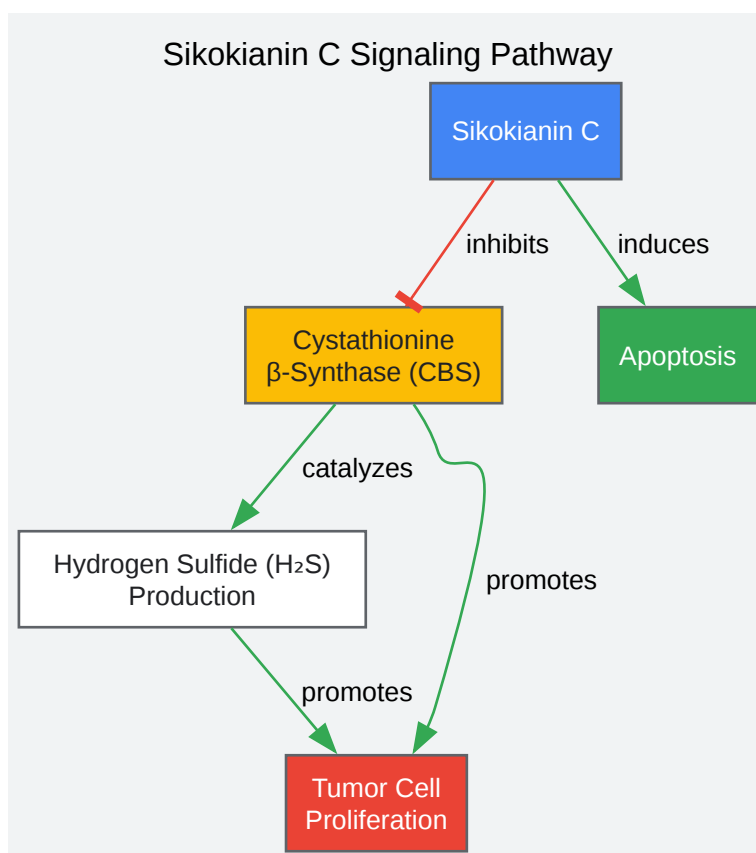 Sikokianin C Signaling Pathway
Sikokianin C
inhibits
induces
Cystathionine
β-Synthase (CBS)
Apoptosis
catalyzes
Hydrogen Sulfide (H₂S)
Production
promotes
promotes
Tumor Cell
Proliferation